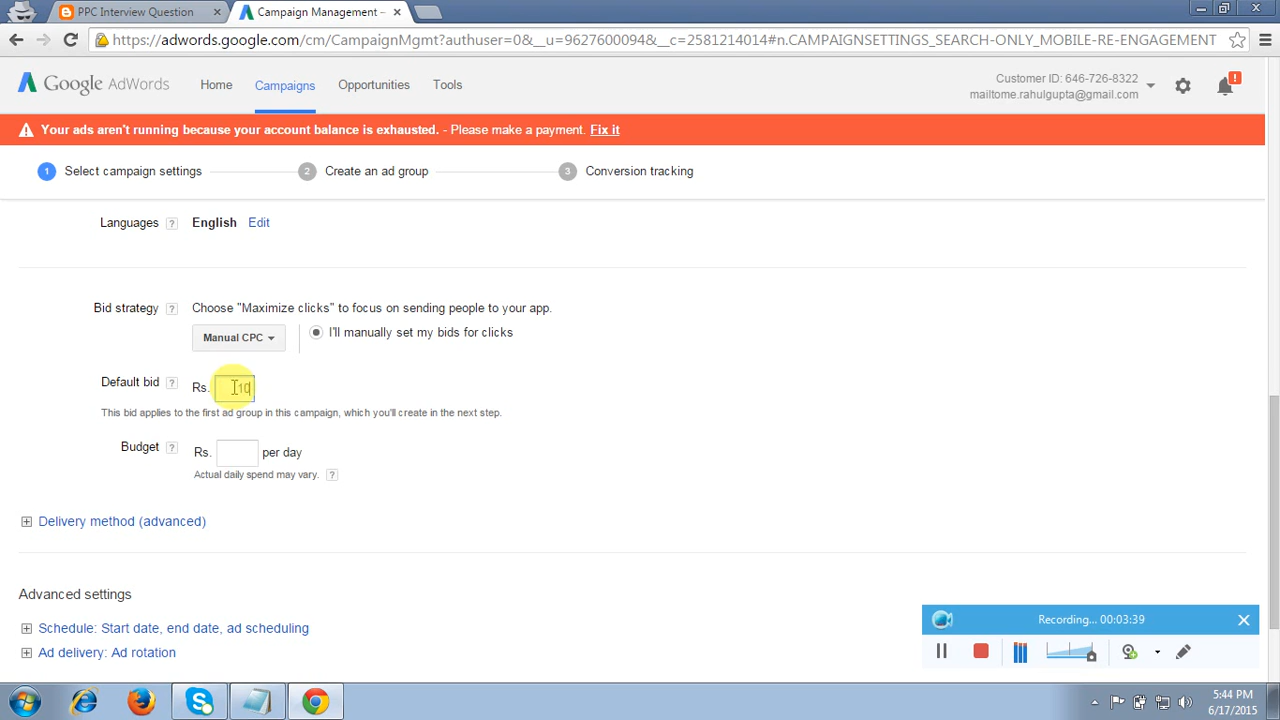 PPC Interview Question
Campaign Management –
https://adwords.google.com/cm/CampaignMgmt?authuser=0&__u=9627600094&__c=2581214014#n.CAMPAIGNSETTINGS_SEARCH-ONLY_MOBILE-RE-ENGAGEMENT
Google AdWords
Home
Campaigns
Opportunities
Tools
Customer ID: 646-726-8322
mailtome.rahulgupta@gmail.com
Your ads aren't running because your account balance is exhausted. - Please make a payment. Fix it
1 Select campaign settings
2 Create an ad group
3 Conversion tracking
Languages ? English Edit
Bid strategy ? Choose "Maximize clicks" to focus on sending people to your app.
Manual CPC
I'll manually set my bids for clicks
Default bid ? Rs. 10
This bid applies to the first ad group in this campaign, which you'll create in the next step.
Budget ? Rs. per day
Actual daily spend may vary. ?
Delivery method (advanced)
Advanced settings
Schedule: Start date, end date, ad scheduling
Ad delivery: Ad rotation
Recording... 00:03:39
5:44 PM
6/17/2015